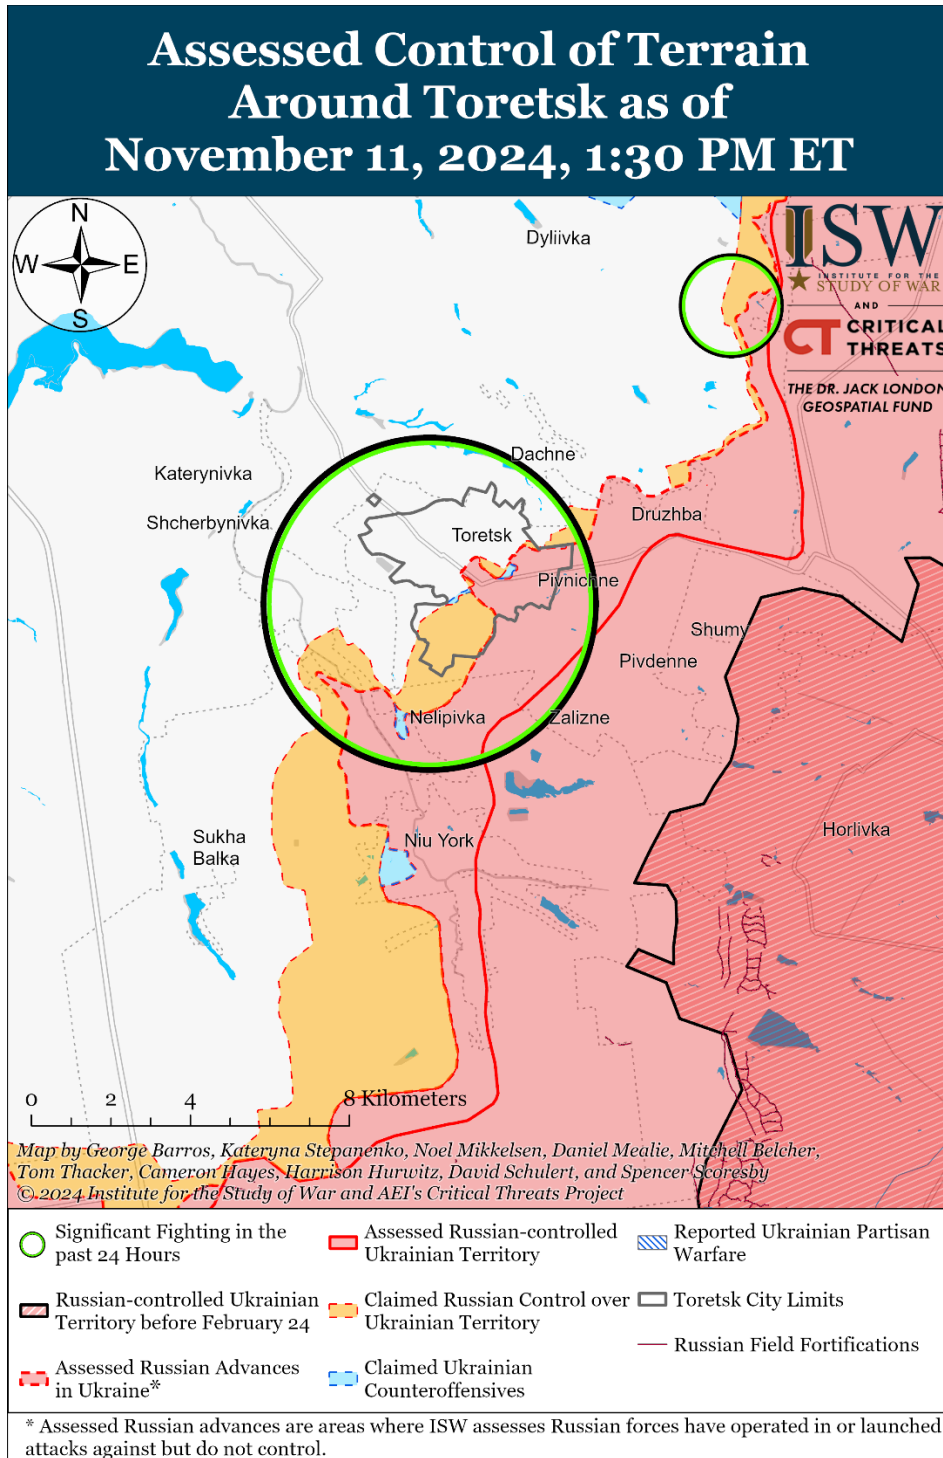 Assessed Control of Terrain
Around Toretsk as of
November 11, 2024, 1:30 PM ET
N
W
E
S
ISW
INSTITUTE FOR THE
STUDY OF WAR
AND
CT CRITICAL
THREATS
THE DR. JACK LONDON
GEOSPATIAL FUND
Dyliivka
Dachne
Katerynivka
Shcherbynivka
Toretsk
Druzhba
Pivnichne
Shumy
Pivdenne
Nelipivka
Zalizne
Sukha
Balka
Niu York
Horlivka
0 2 4 8 Kilometers
Map by George Barros, Kateryna Stepanenko, Noel Mikkelsen, Daniel Mealie, Mitchell Belcher,
Tom Thacker, Cameron Hayes, Harrison Hurwitz, David Schulert, and Spencer Scoresby
© 2024 Institute for the Study of War and AEI's Critical Threats Project
Significant Fighting in the
past 24 Hours
Russian-controlled Ukrainian
Territory before February 24
Assessed Russian Advances
in Ukraine*
Assessed Russian-controlled
Ukrainian Territory
Claimed Russian Control over
Ukrainian Territory
Claimed Ukrainian
Counteroffensives
Reported Ukrainian Partisan
Warfare
Toretsk City Limits
Russian Field Fortifications
* Assessed Russian advances are areas where ISW assesses Russian forces have operated in or launched
attacks against but do not control.